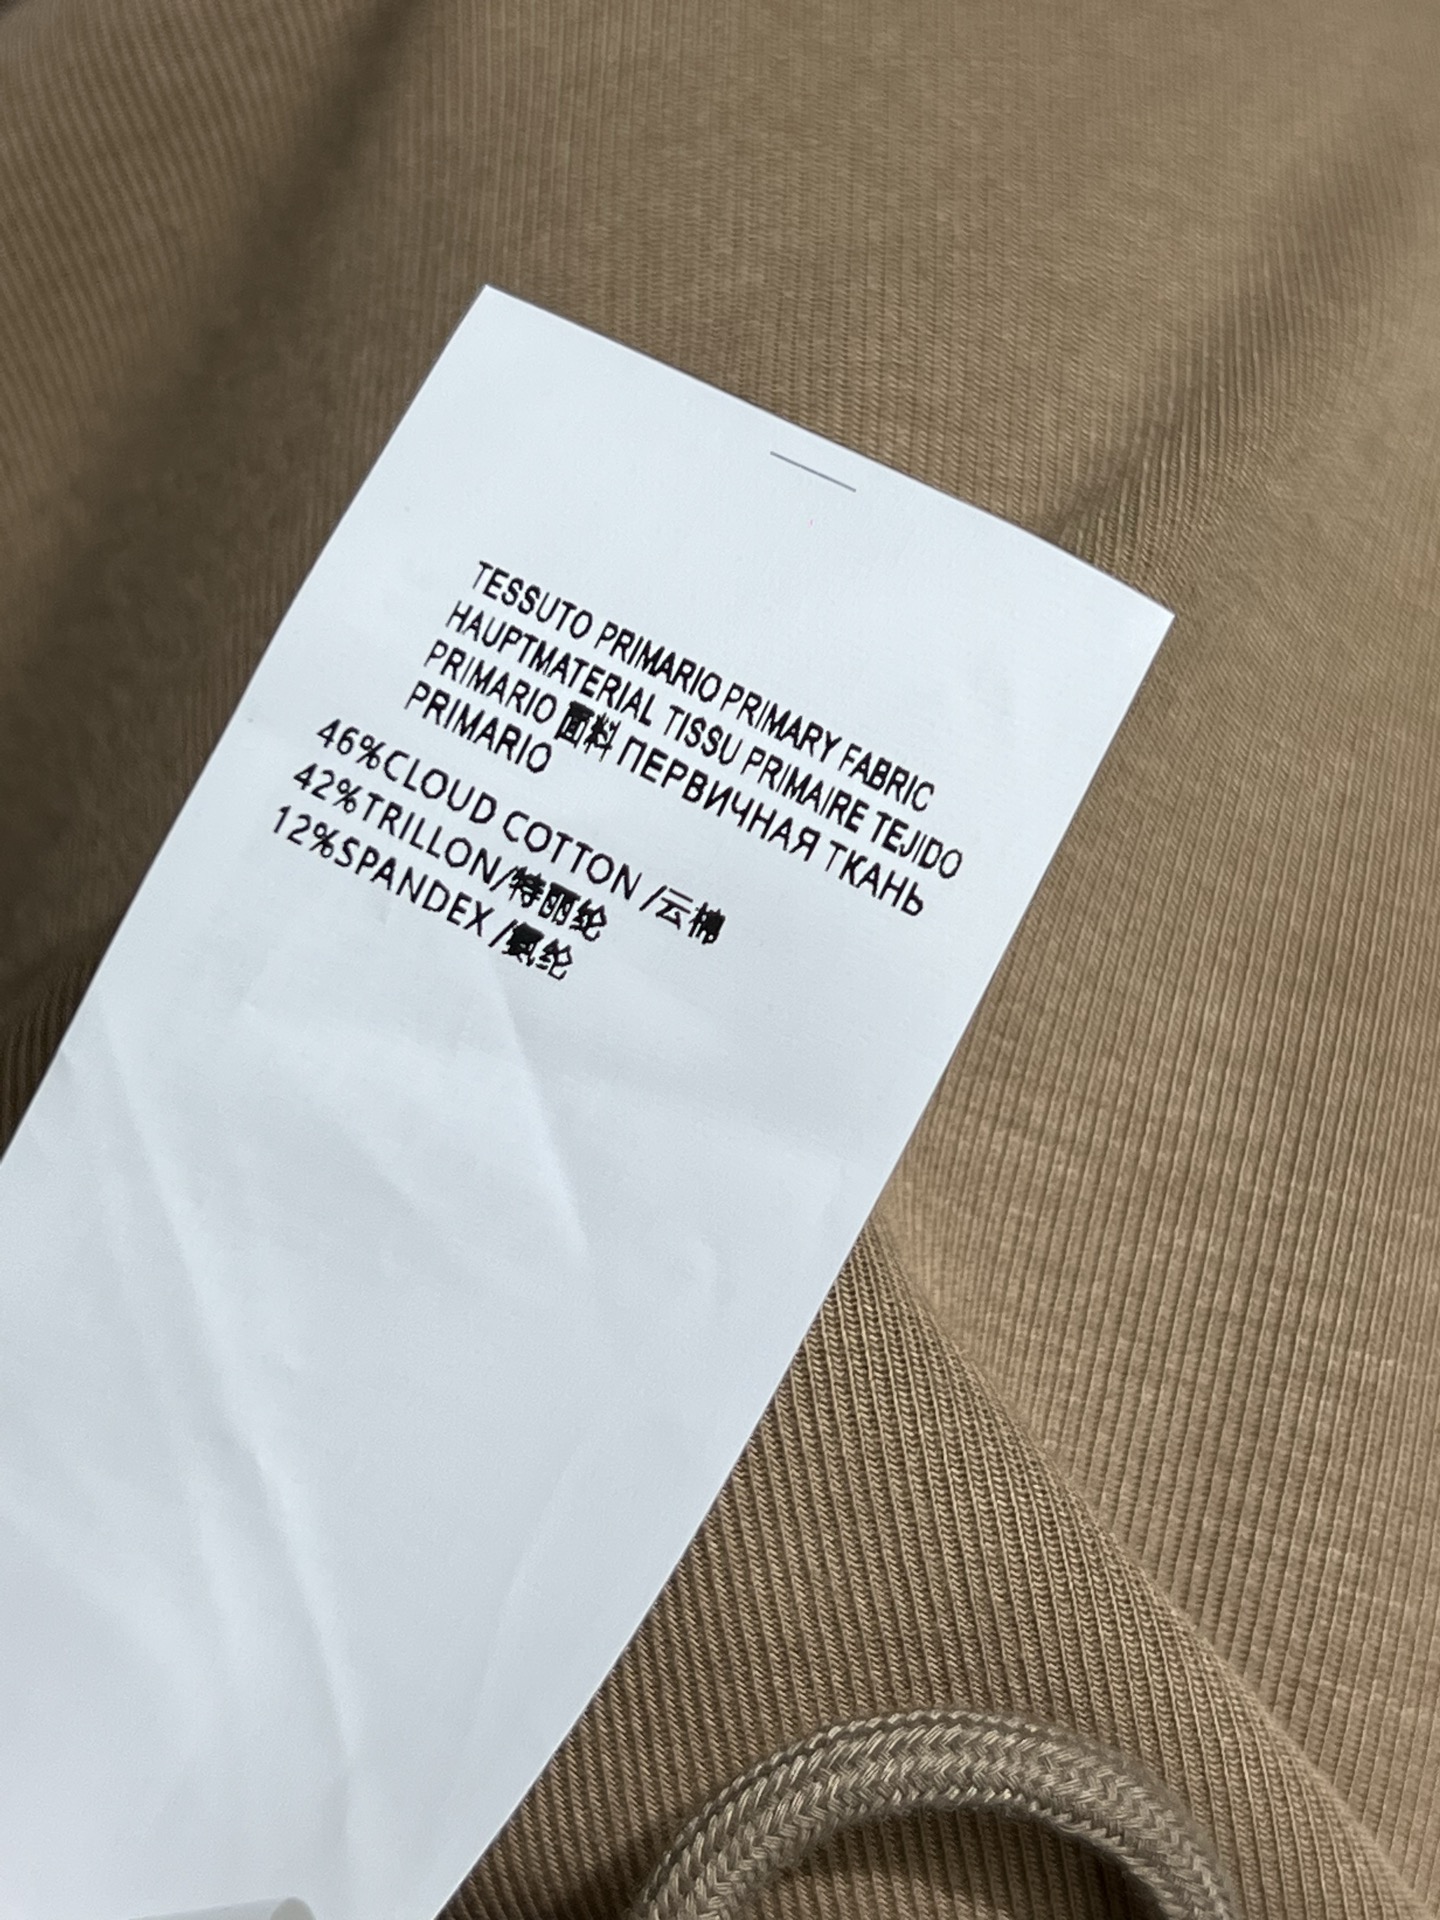 TESSUTO PRIMARIO PRIMARY FABRIC
HAUPTMATERIAL TISSU PRIMAIRE TEJIDO
PRIMARIO 面料 ПЕРВИЧНАЯ ТКАНЬ
PRIMARIO
46%CLOUD COTTON /云棉
42%TRILLON/特丽纶
12%SPANDEX /氨纶